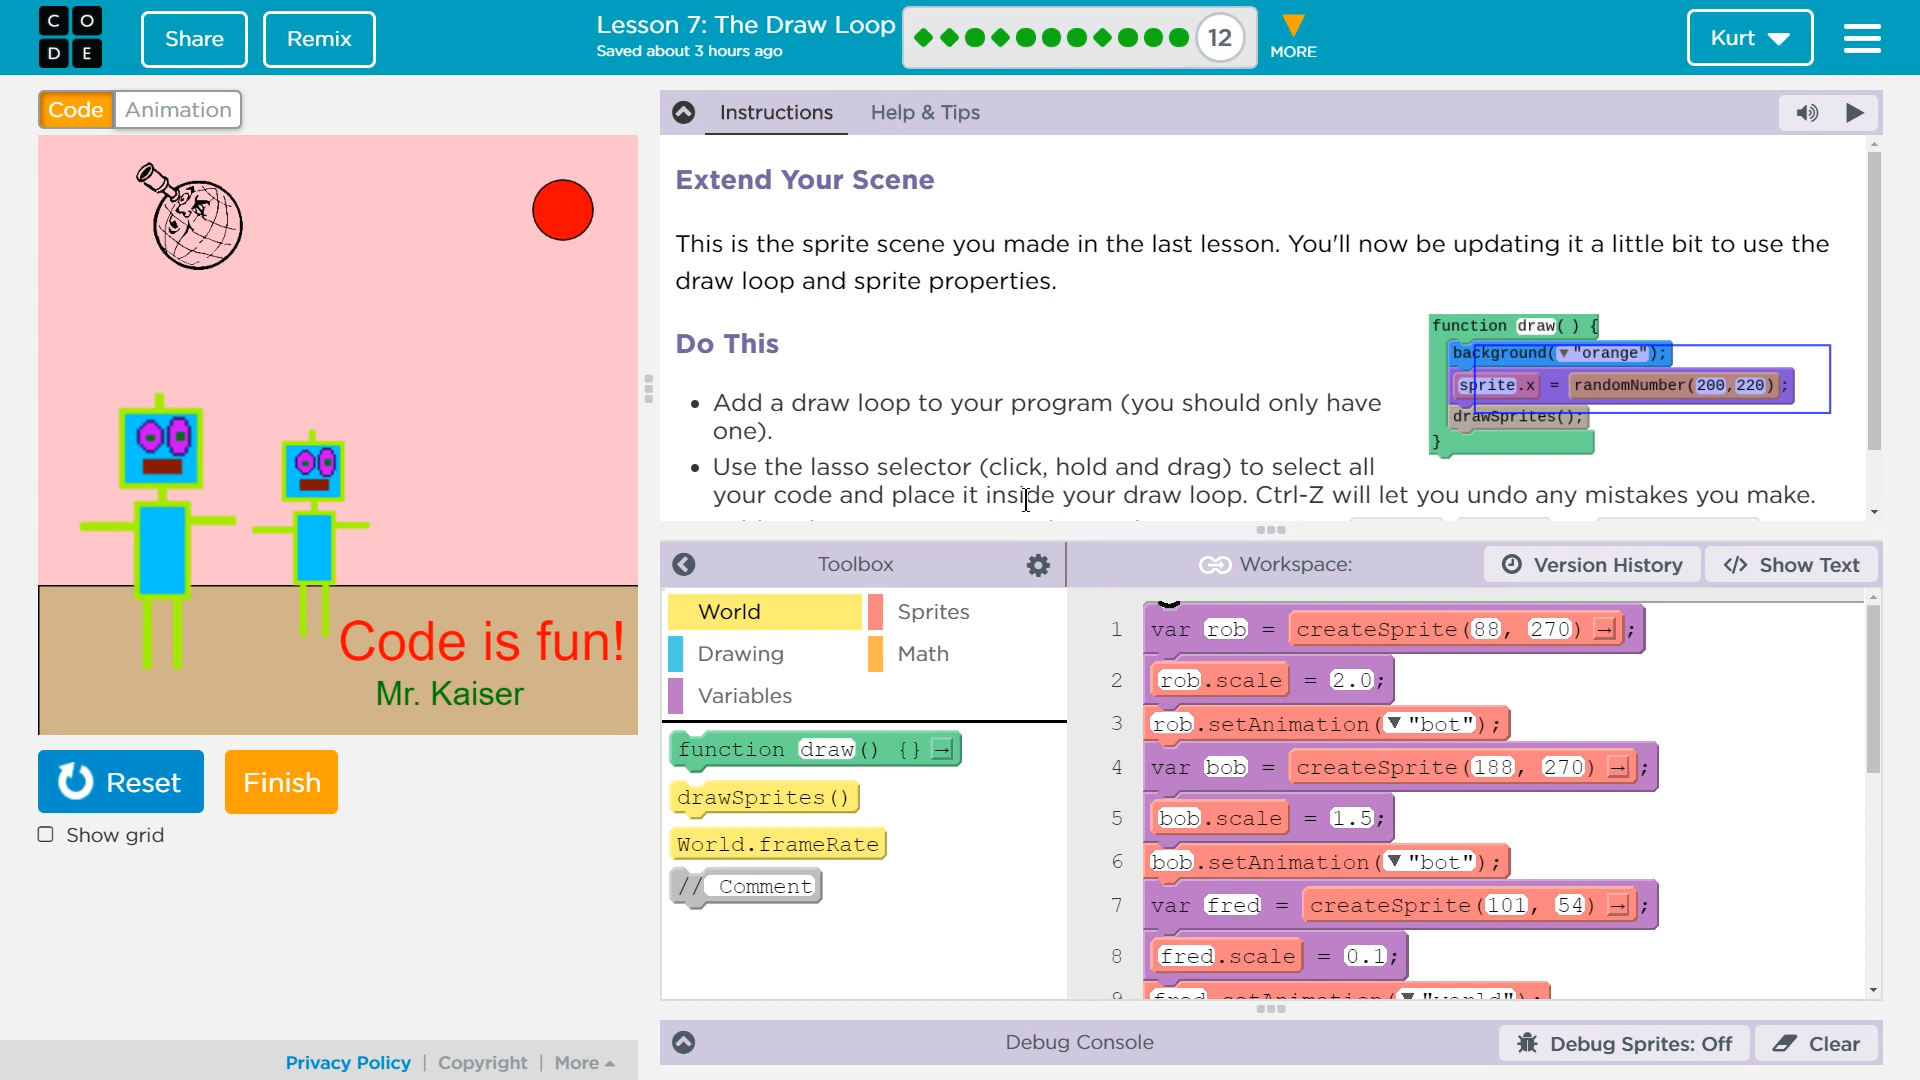 CODE
Share
Remix
Lesson 7: The Draw Loop
Saved about 3 hours ago
12
MORE
Kurt
Code
Animation
Code is fun!
Mr. Kaiser
Reset
Finish
Show grid
Privacy Policy | Copyright | More
Instructions
Help & Tips
Extend Your Scene
This is the sprite scene you made in the last lesson. You'll now be updating it a little bit to use the
draw loop and sprite properties.
Do This
• Add a draw loop to your program (you should only have
one).
• Use the lasso selector (click, hold and drag) to select all
your code and place it inside your draw loop. Ctrl-Z will let you undo any mistakes you make.
function draw( ) {
background( "orange");
sprite.x = randomNumber(200,220);
drawSprites();
}
Toolbox
World
Sprites
Drawing
Math
Variables
function draw() {}
drawSprites()
World.frameRate
// Comment
Workspace:
Version History
</> Show Text
1 var rob = createSprite(88, 270);
2 rob.scale = 2.0;
3 rob.setAnimation("bot");
4 var bob = createSprite(188, 270);
5 bob.scale = 1.5;
6 bob.setAnimation("bot");
7 var fred = createSprite(101, 54);
8 fred.scale = 0.1;
9 fred.setAnimation("world");
Debug Console
Debug Sprites: Off
Clear